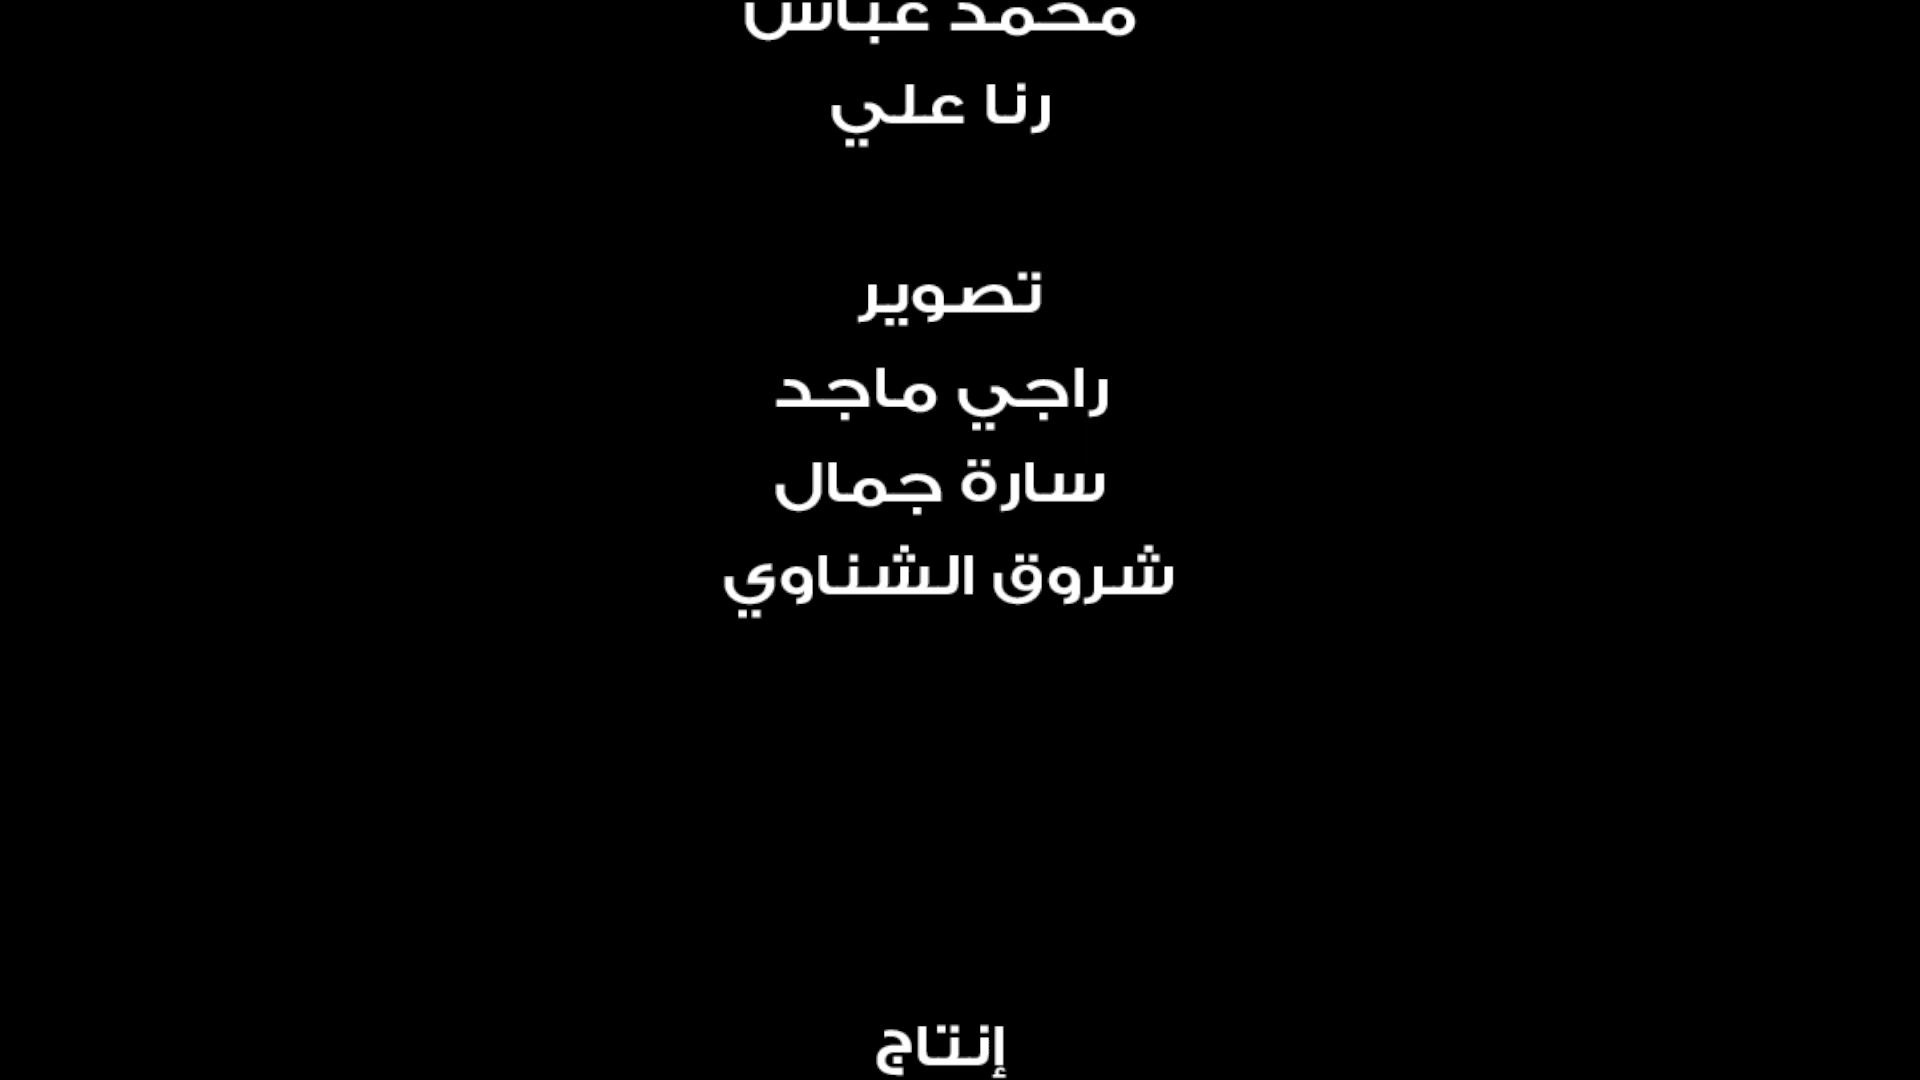 محمد عباس
رنا علي
تصوير
راجي ماجد
سارة جمال
شروق الشناوي
إنتاج